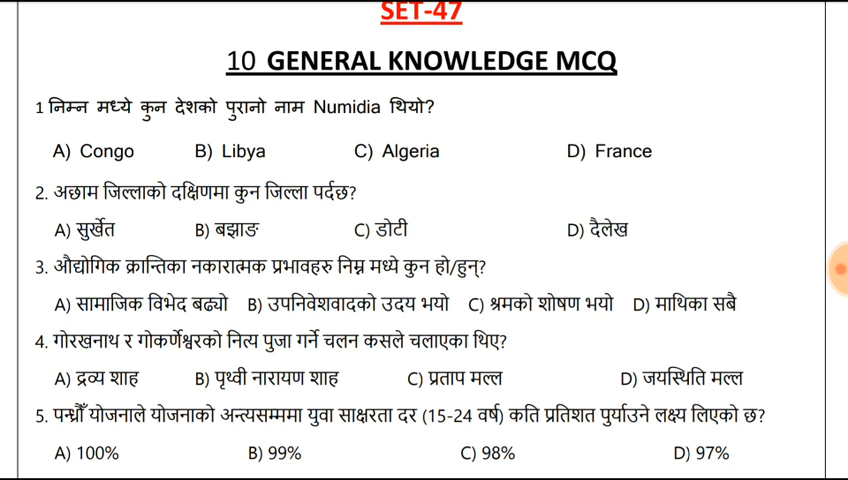 SET-47
10 GENERAL KNOWLEDGE MCQ
1 निम्न मध्ये कुन देशको पुरानो नाम Numidia थियो?
A) Congo B) Libya C) Algeria D) France
2. अछाम जिल्लाको दक्षिणमा कुन जिल्ला पर्दछ?
A) सुर्खेत B) बझाङ C) डोटी D) दैलेख
3. औद्योगिक क्रान्तिका नकारात्मक प्रभावहरु निम्न मध्ये कुन हो/हुन्?
A) सामाजिक विभेद बढ्यो B) उपनिवेशवादको उदय भयो C) श्रमको शोषण भयो D) माथिका सबै
4. गोरखनाथ र गोकर्णेश्वरको नित्य पुजा गर्ने चलन कसले चलाएका थिए?
A) द्रव्य शाह B) पृथ्वी नारायण शाह C) प्रताप मल्ल D) जयस्थिति मल्ल
5. पन्ध्रौँ योजनाले योजनाको अन्त्यसम्ममा युवा साक्षरता दर (15-24 वर्ष) कति प्रतिशत पुर्याउने लक्ष्य लिएको छ?
A) 100% B) 99% C) 98% D) 97%